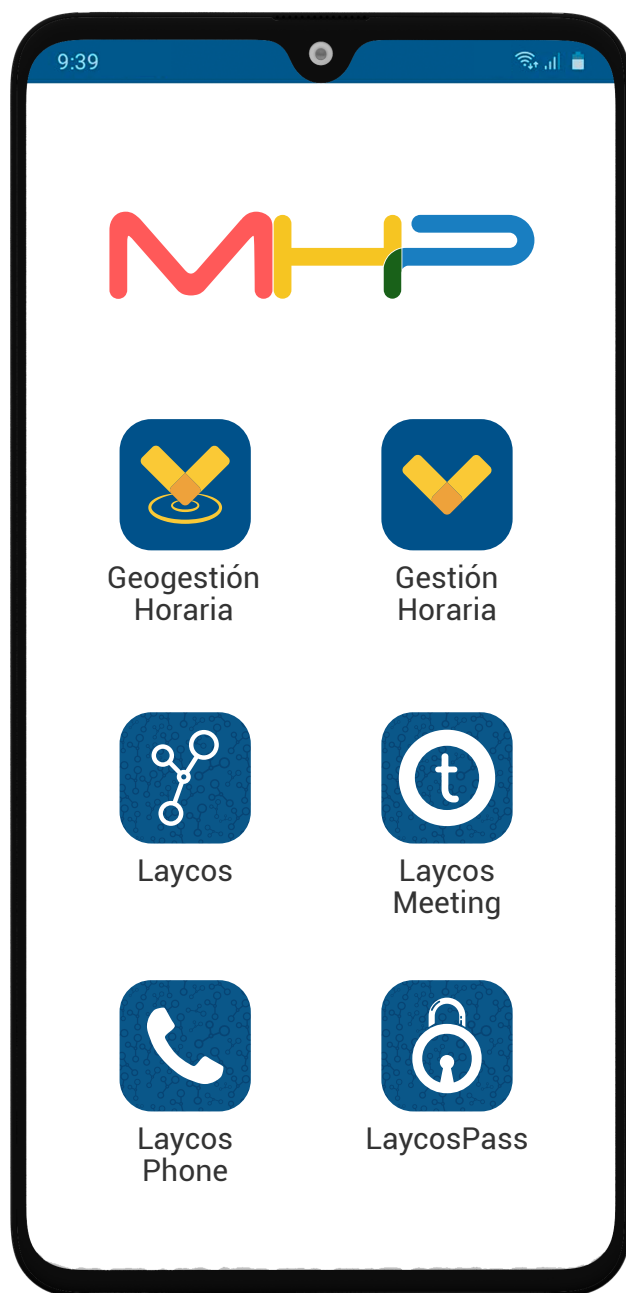 9:39
MHP
Geogestión
Horaria
Gestión
Horaria
Laycos
t
Laycos
Meeting
Laycos
Phone
LaycosPass